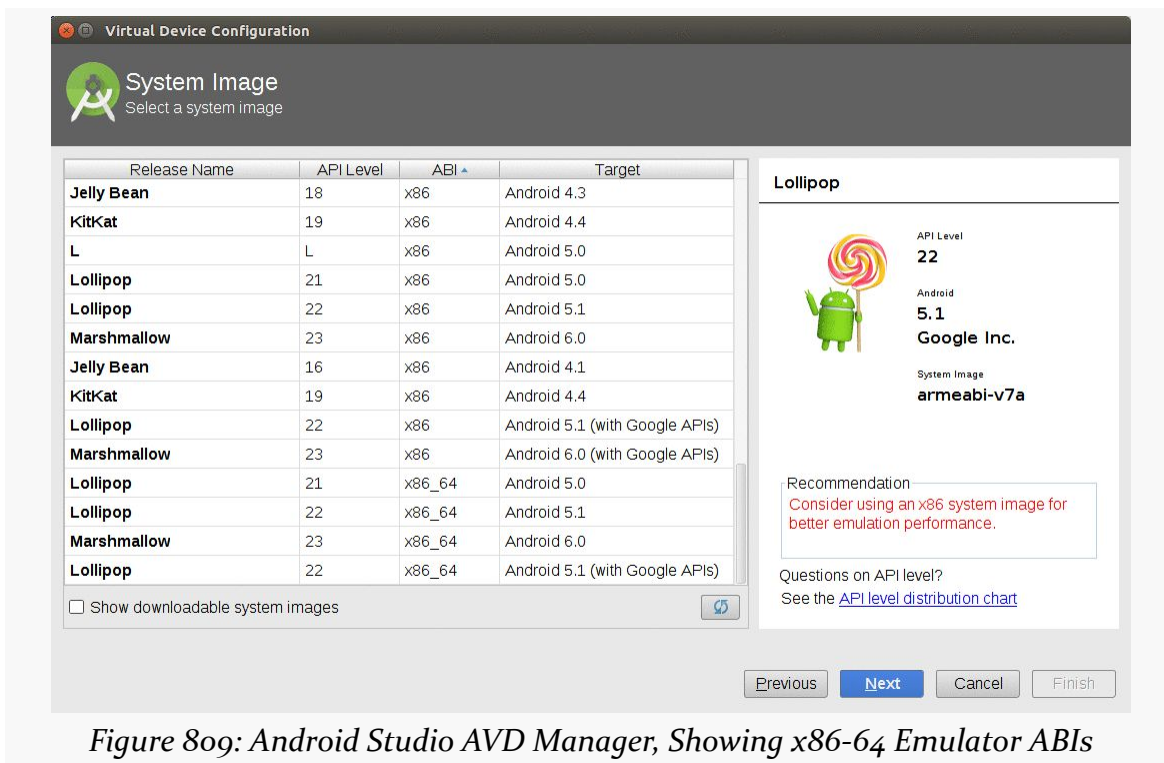 Virtual Device Configuration
System Image
Select a system image
Release Name API Level ABI Target
Jelly Bean 18 x86 Android 4.3
KitKat 19 x86 Android 4.4
L L x86 Android 5.0
Lollipop 21 x86 Android 5.0
Lollipop 22 x86 Android 5.1
Marshmallow 23 x86 Android 6.0
Jelly Bean 16 x86 Android 4.1
KitKat 19 x86 Android 4.4
Lollipop 22 x86 Android 5.1 (with Google APIs)
Marshmallow 23 x86 Android 6.0 (with Google APIs)
Lollipop 21 x86_64 Android 5.0
Lollipop 22 x86_64 Android 5.1
Marshmallow 23 x86_64 Android 6.0
Lollipop 22 x86_64 Android 5.1 (with Google APIs)
Show downloadable system images
Lollipop
API Level
22
Android
5.1
Google Inc.
System Image
armeabi-v7a
Recommendation
Consider using an x86 system image for
better emulation performance.
Questions on API level?
See the API level distribution chart
Previous Next Cancel Finish
Figure 809: Android Studio AVD Manager, Showing x86-64 Emulator ABIs